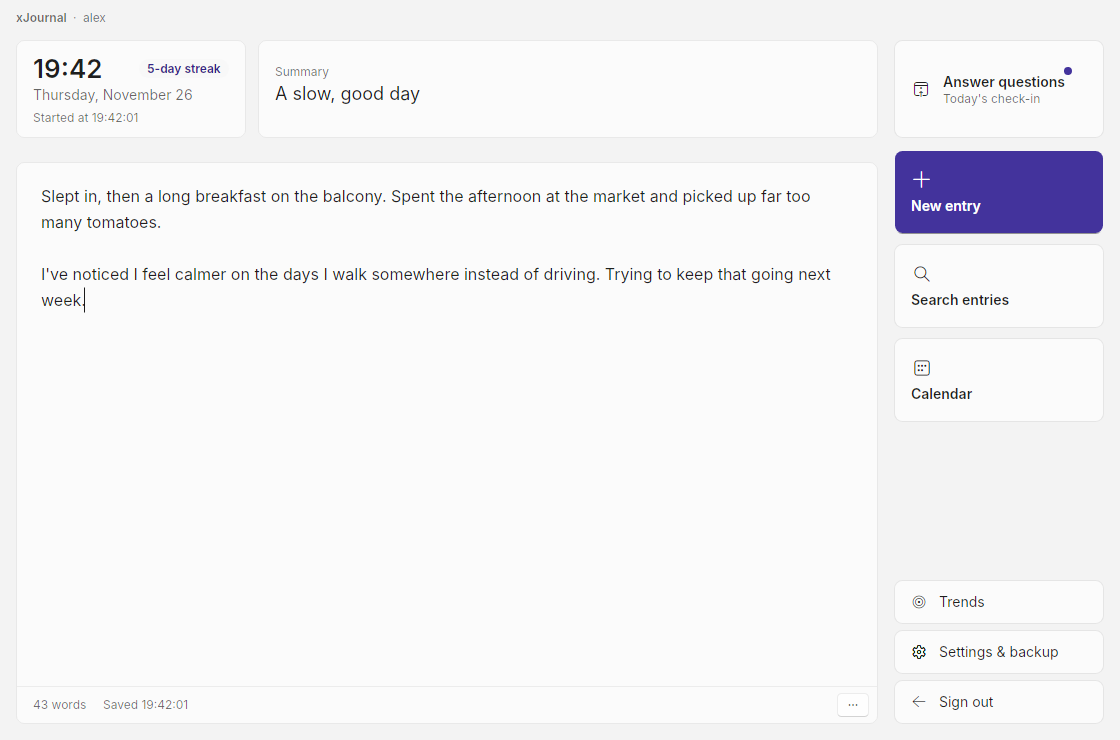 xJournal · alex
19:42
5-day streak
Thursday, November 26
Started at 19:42:01
Summary
A slow, good day
Answer questions
Today's check-in
Slept in, then a long breakfast on the balcony. Spent the afternoon at the market and picked up far too
many tomatoes.
I've noticed I feel calmer on the days I walk somewhere instead of driving. Trying to keep that going next
week.
New entry
Search entries
Calendar
Trends
Settings & backup
Sign out
43 words
Saved 19:42:01
...